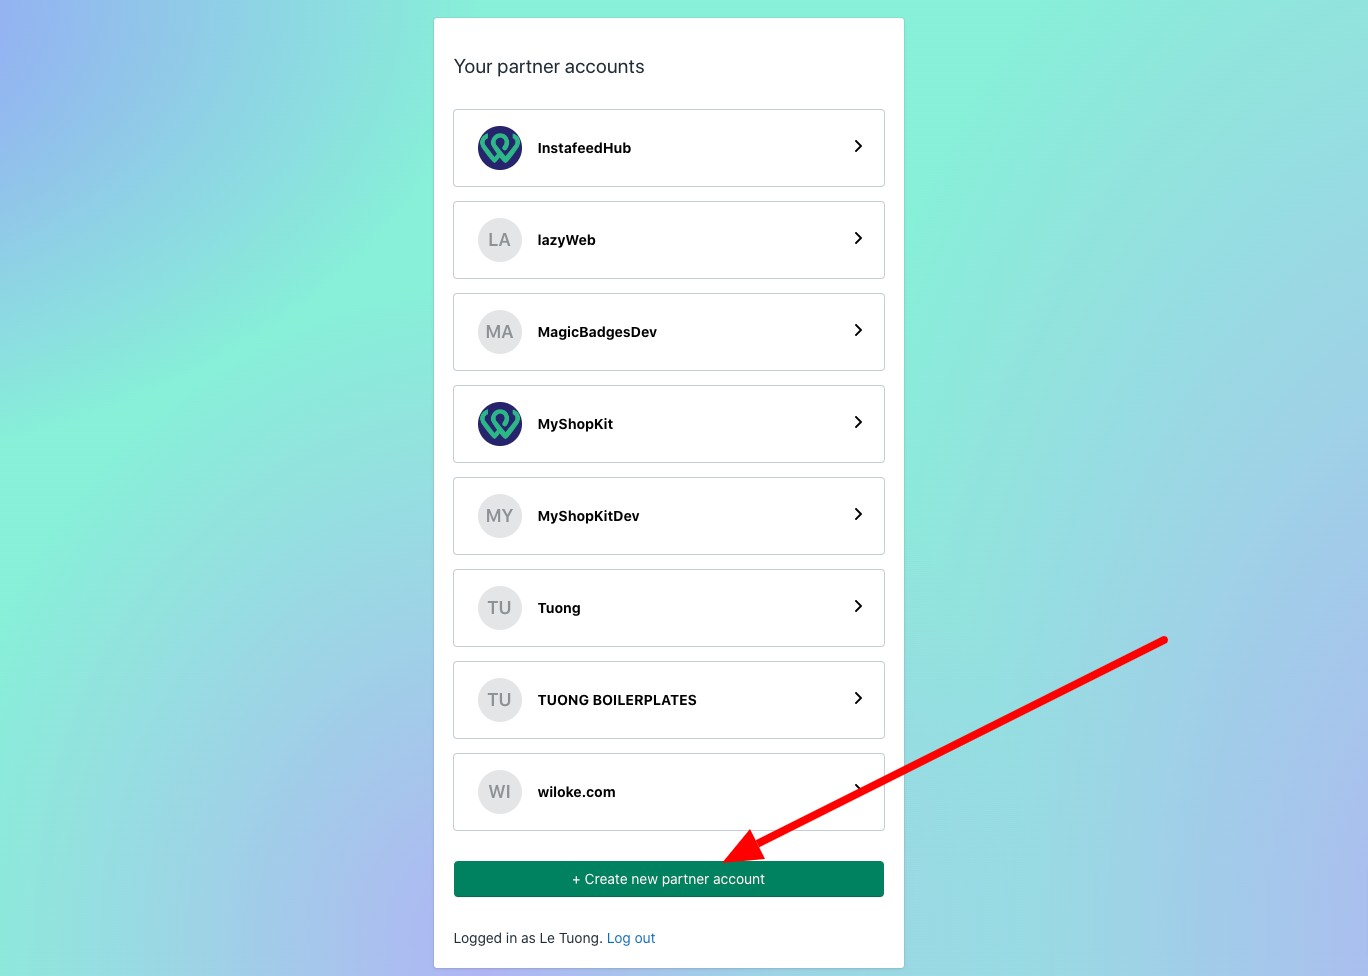 Your partner accounts
InstafeedHub
LA
lazyWeb
MA
MagicBadgesDev
MyShopKit
MY
MyShopKitDev
TU
Tuong
TU
TUONG BOILERPLATES
WI
wiloke.com
+ Create new partner account
Logged in as Le Tuong. Log out